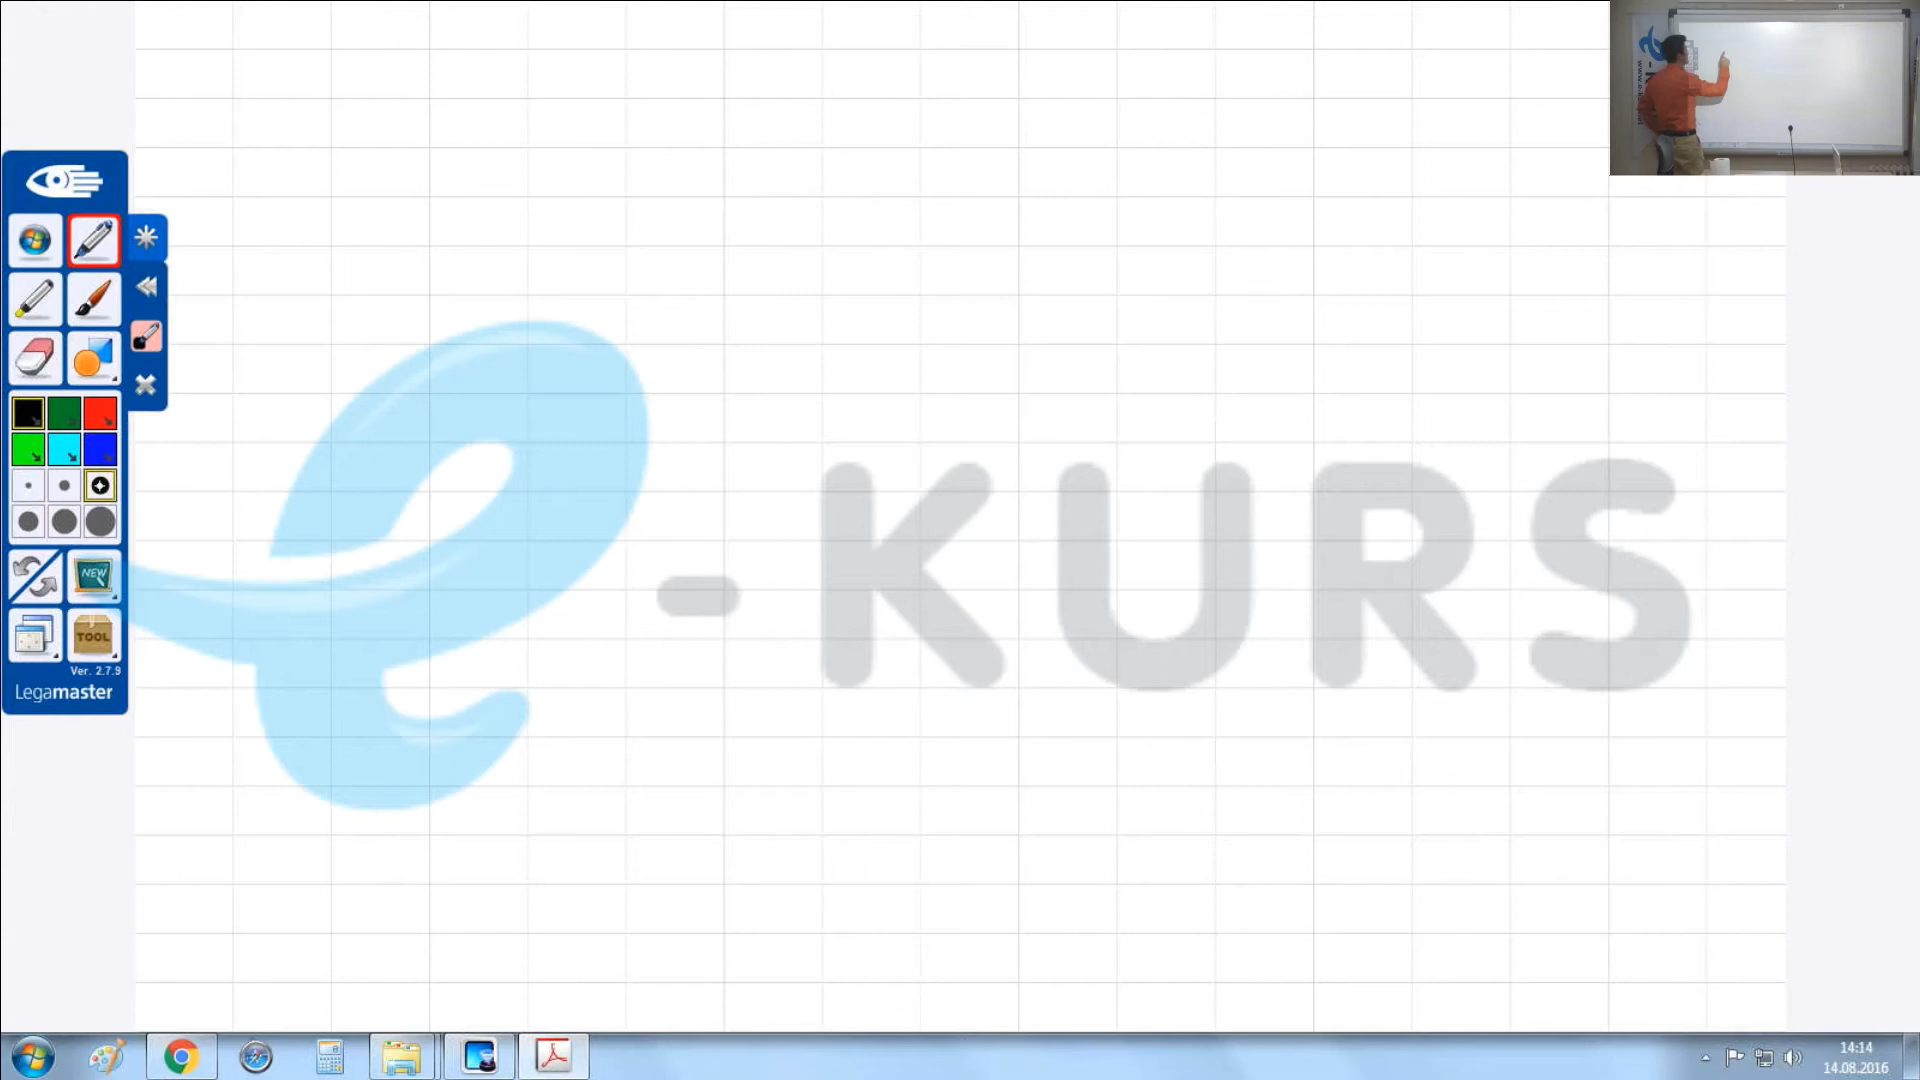 NEW
TOOL
Ver. 2.7.9
Legamaster
-KURS
14:14
14.08.2016